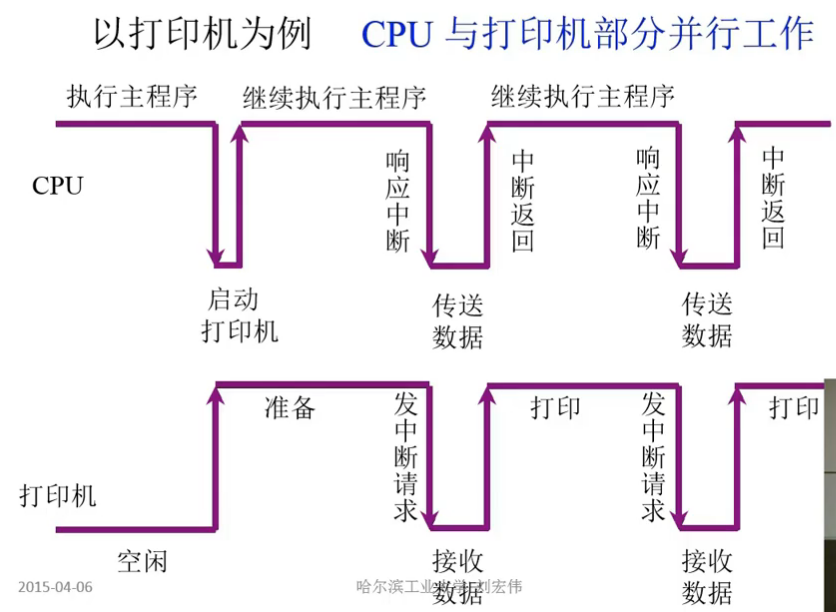 以打印机为例 CPU 与打印机部分并行工作
执行主程序 继续执行主程序 继续执行主程序
CPU
响应中断
中断返回
响应中断
中断返回
启动
打印机
传送
数据
传送
数据
准备
发中断请求
打印
发中断请求
打印
打印机
空闲
接收
数据
接收
数据
2015-04-06
哈尔滨工业大学 刘宏伟